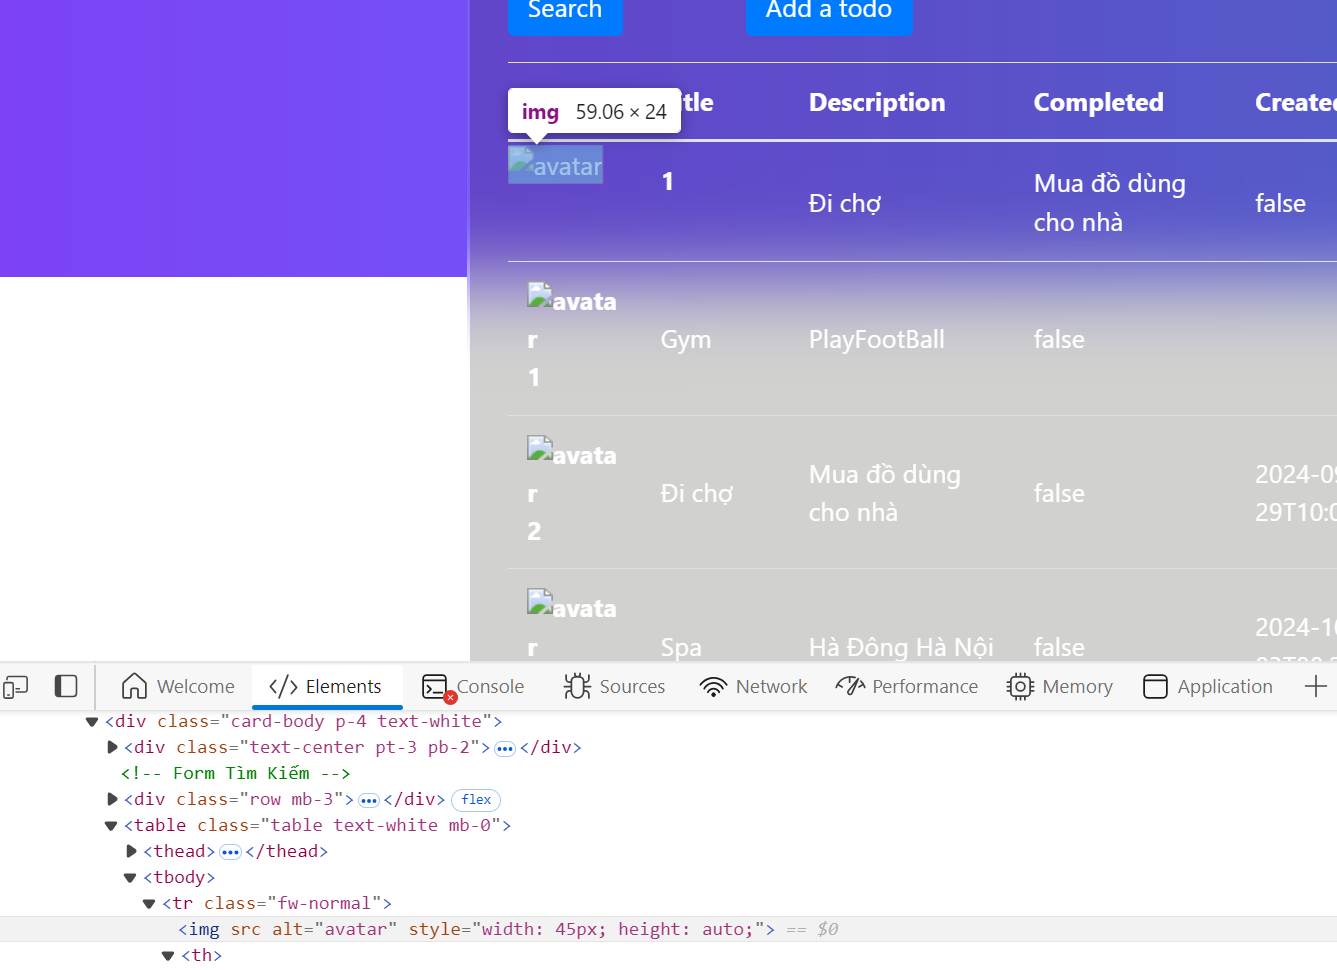 Search Add a todo
img 59.06 × 24
tle Description Completed Create
avatar 1 Đi chợ Mua đồ dùng cho nhà false
avata
r
1 Gym PlayFootBall false
avata
r
2 Đi chợ Mua đồ dùng cho nhà false 2024-09
29T10:0
avata
r Spa Hà Đông Hà Nội false 2024-10
Welcome Elements Console Sources Network Performance Memory Application
<div class="card-body p-4 text-white">
<div class="text-center pt-3 pb-2">…</div>
<!-- Form Tìm Kiếm -->
<div class="row mb-3">…</div> flex
<table class="table text-white mb-0">
<thead>…</thead>
<tbody>
<tr class="fw-normal">
<img src alt="avatar" style="width: 45px; height: auto;"> == $0
<th>